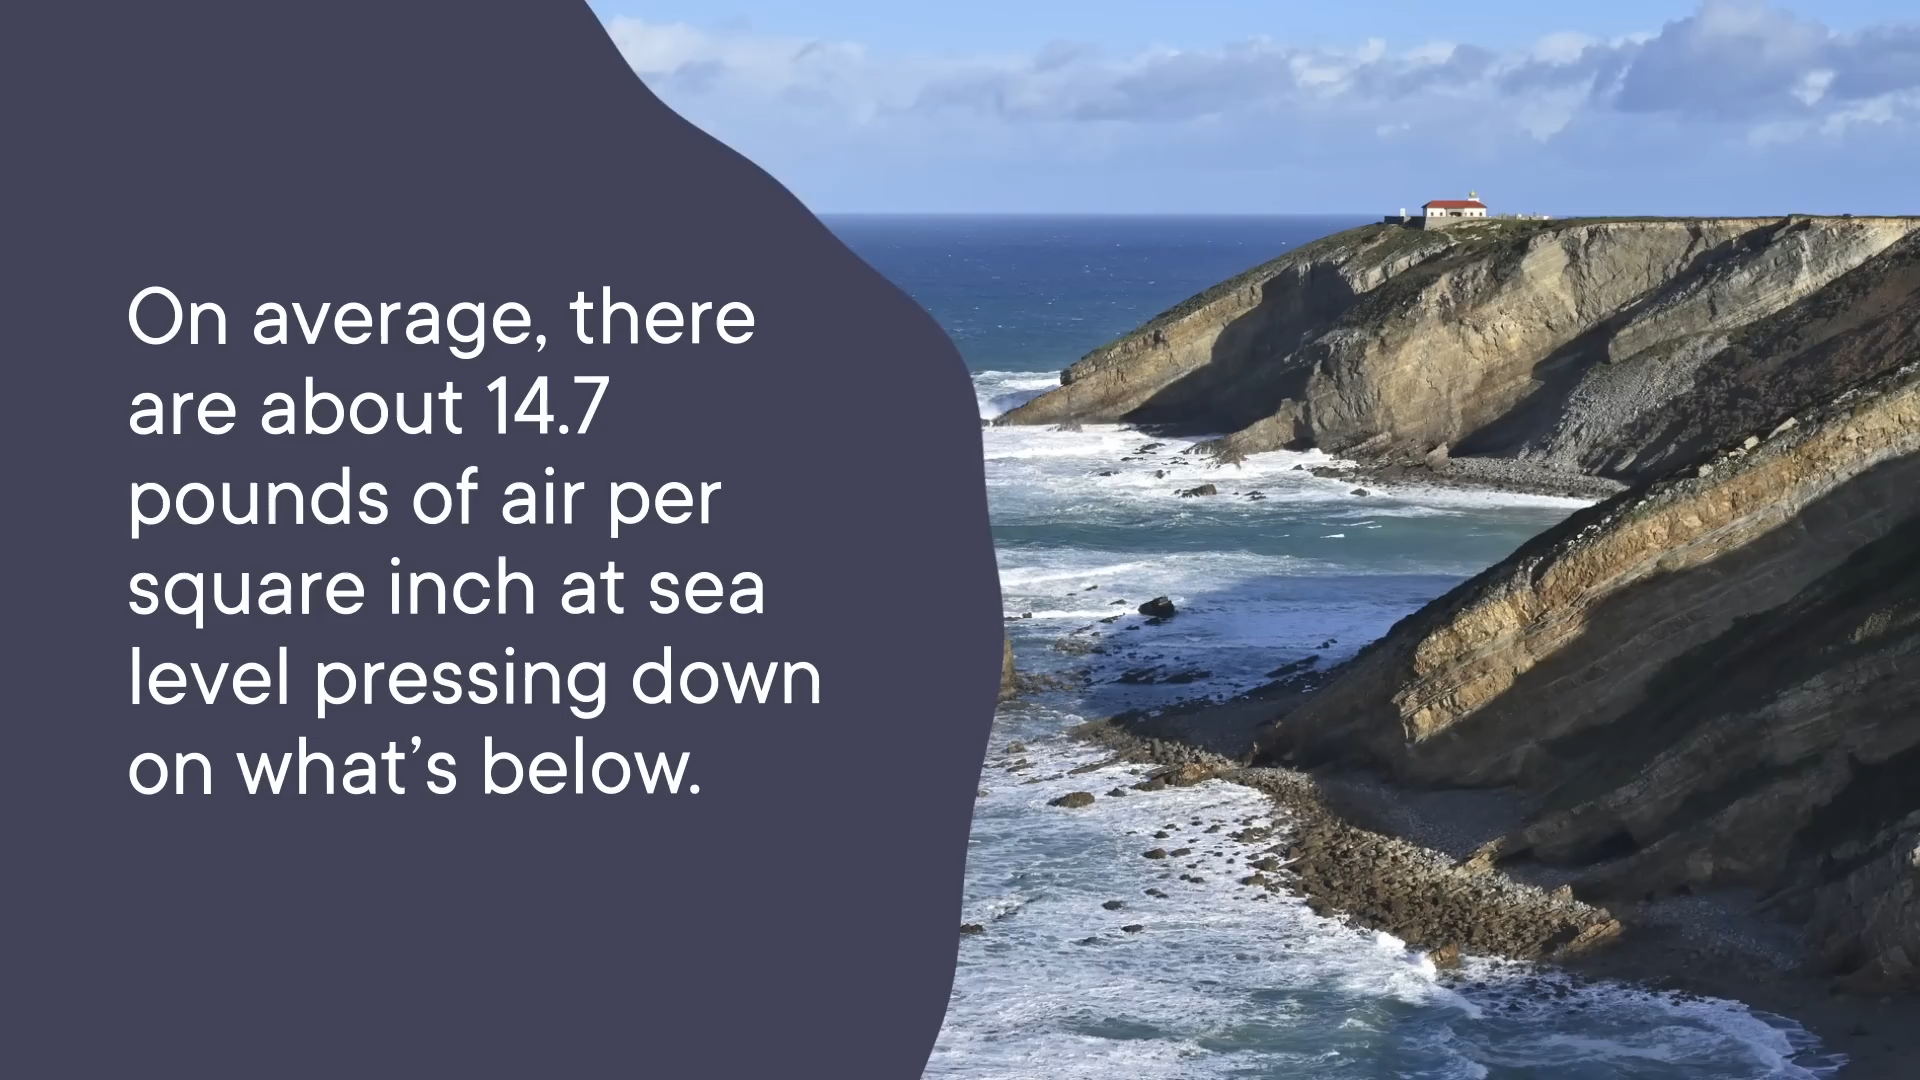 On average, there
are about 14.7
pounds of air per
square inch at sea
level pressing down
on what’s below.